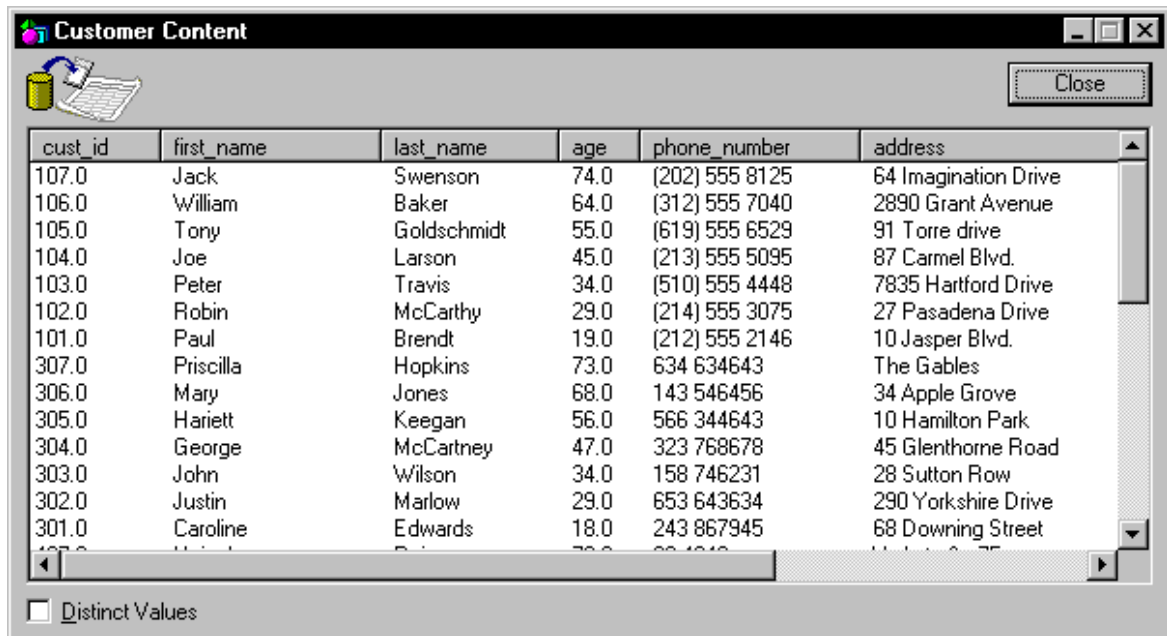 Customer Content
Close
cust_id first_name last_name age phone_number address
107.0 Jack Swenson 74.0 (202) 555 8125 64 Imagination Drive
106.0 William Baker 64.0 (312) 555 7040 2890 Grant Avenue
105.0 Tony Goldschmidt 55.0 (619) 555 6529 91 Torre drive
104.0 Joe Larson 45.0 (213) 555 5095 87 Carmel Blvd.
103.0 Peter Travis 34.0 (510) 555 4448 7835 Hartford Drive
102.0 Robin McCarthy 29.0 (214) 555 3075 27 Pasadena Drive
101.0 Paul Brendt 19.0 (212) 555 2146 10 Jasper Blvd.
307.0 Priscilla Hopkins 73.0 634 634643 The Gables
306.0 Mary Jones 68.0 143 546456 34 Apple Grove
305.0 Hariett Keegan 56.0 566 344643 10 Hamilton Park
304.0 George McCartney 47.0 323 768678 45 Glenthorne Road
303.0 John Wilson 34.0 158 746231 28 Sutton Row
302.0 Justin Marlow 29.0 653 643634 290 Yorkshire Drive
301.0 Caroline Edwards 18.0 243 867945 68 Downing Street
Distinct Values